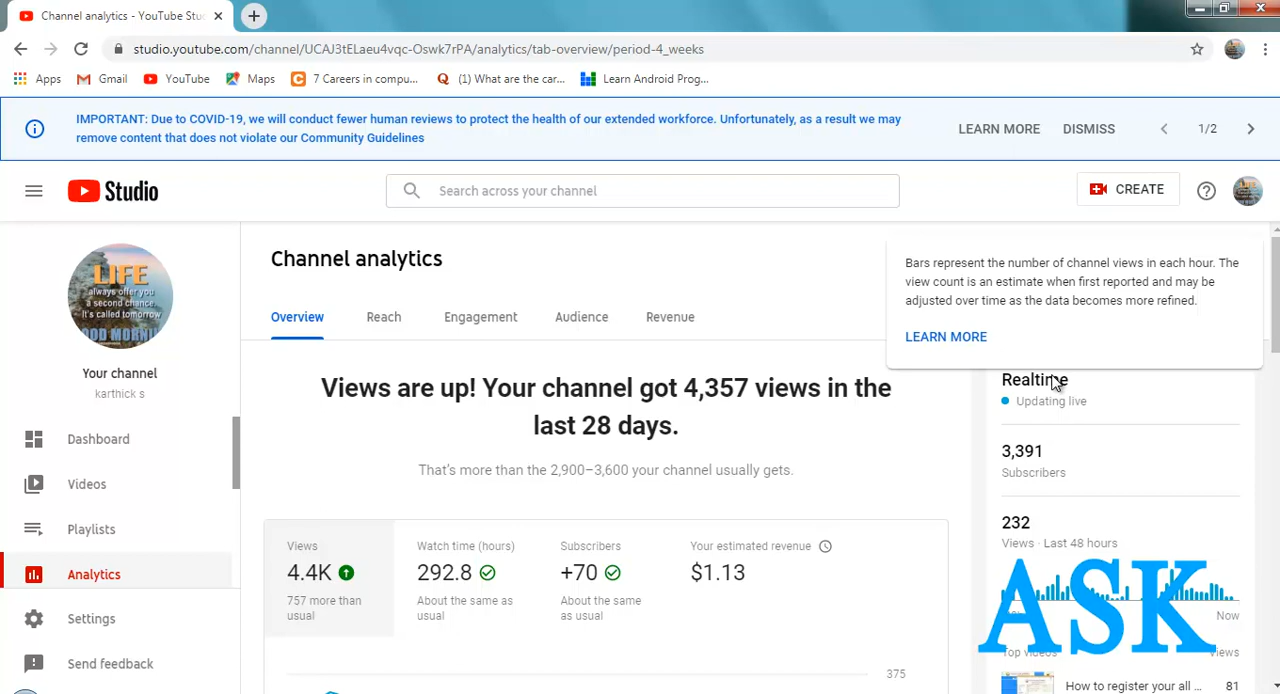 Channel analytics - YouTube Stu
studio.youtube.com/channel/UCAJ3tELaeu4vqc-Oswk7rPA/analytics/tab-overview/period-4_weeks
Apps Gmail YouTube Maps 7 Careers in compu... (1) What are the car... Learn Android Prog...
IMPORTANT: Due to COVID-19, we will conduct fewer human reviews to protect the health of our extended workforce. Unfortunately, as a result we may
remove content that does not violate our Community Guidelines
LEARN MORE DISMISS 1/2
Studio
Search across your channel
CREATE
LIFE
always offer you
a second chance
It's called tomorrow
Your channel
karthick s
Dashboard
Videos
Playlists
Analytics
Settings
Send feedback
Channel analytics
Overview Reach Engagement Audience Revenue
Bars represent the number of channel views in each hour. The
view count is an estimate when first reported and may be
adjusted over time as the data becomes more refined.
LEARN MORE
Views are up! Your channel got 4,357 views in the
last 28 days.
That's more than the 2,900–3,600 your channel usually gets.
Views
4.4K
757 more than
usual
Watch time (hours)
292.8
About the same as
usual
Subscribers
+70
About the same
as usual
Your estimated revenue
$1.13
375
Realtime
Updating live
3,391
Subscribers
232
Views · Last 48 hours
ASK
Now
Top videos Views
How to register your all ... 81